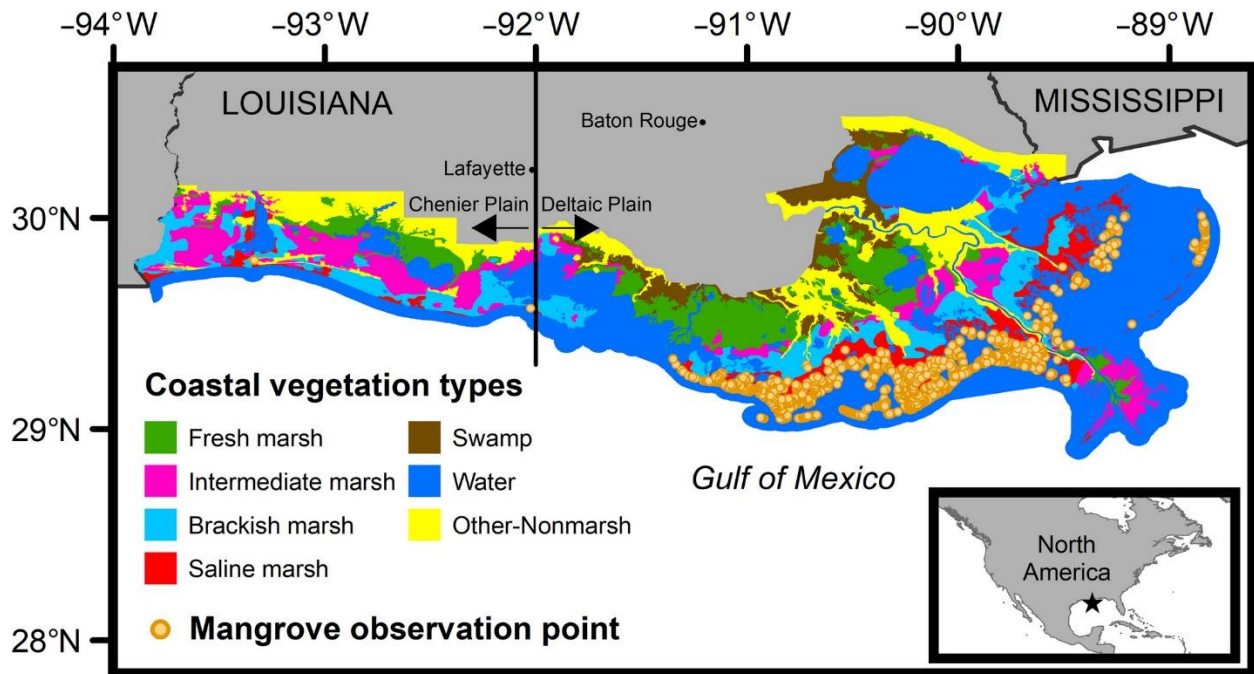 −94°W
−93°W
−92°W
−91°W
−90°W
−89°W
LOUISIANA
MISSISSIPPI
Baton Rouge
Lafayette
30°N
Chenier Plain
Deltaic Plain
29°N
Coastal vegetation types
Fresh marsh
Swamp
Intermediate marsh
Water
Brackish marsh
Other-Nonmarsh
Saline marsh
Gulf of Mexico
North
America
Mangrove observation point
28°N